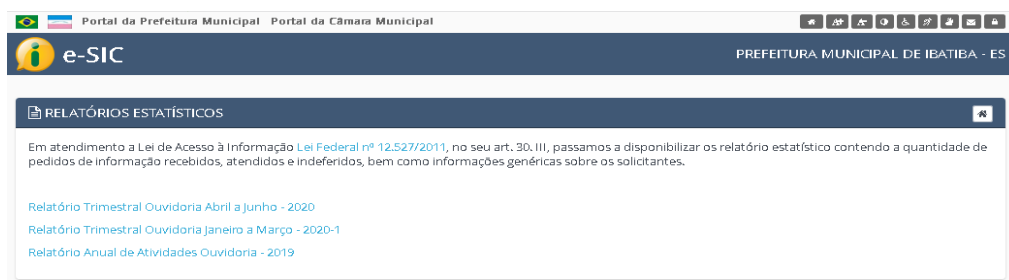 Portal da Prefeitura Municipal Portal da Câmara Municipal
A+ A-
i e-SIC
PREFEITURA MUNICIPAL DE IBATIBA - ES
RELATÓRIOS ESTATÍSTICOS
Em atendimento a Lei de Acesso à Informação Lei Federal nº 12.527/2011, no seu art. 30. III, passamos a disponibilizar os relatório estatístico contendo a quantidade de
pedidos de informação recebidos, atendidos e indeferidos, bem como informações genéricas sobre os solicitantes.
Relatório Trimestral Ouvidoria Abril a Junho - 2020
Relatório Trimestral Ouvidoria Janeiro a Março - 2020-1
Relatório Anual de Atividades Ouvidoria - 2019